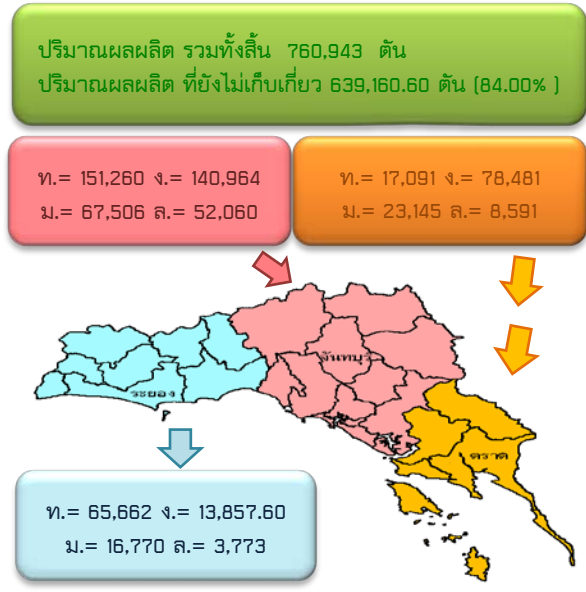 ปริมาณผลผลิต รวมทั้งสิ้น 760,943 ตัน
ปริมาณผลผลิต ที่ยังไม่เก็บเกี่ยว 639,160.60 ตัน (84.00% )
ท.= 151,260 ง.= 140,964
ม.= 67,506 ล.= 52,060
ท.= 17,091 ง.= 78,481
ม.= 23,145 ล.= 8,591
จันทบุรี
ระยอง
ตราด
ท.= 65,662 ง.= 13,857.60
ม.= 16,770 ล.= 3,773